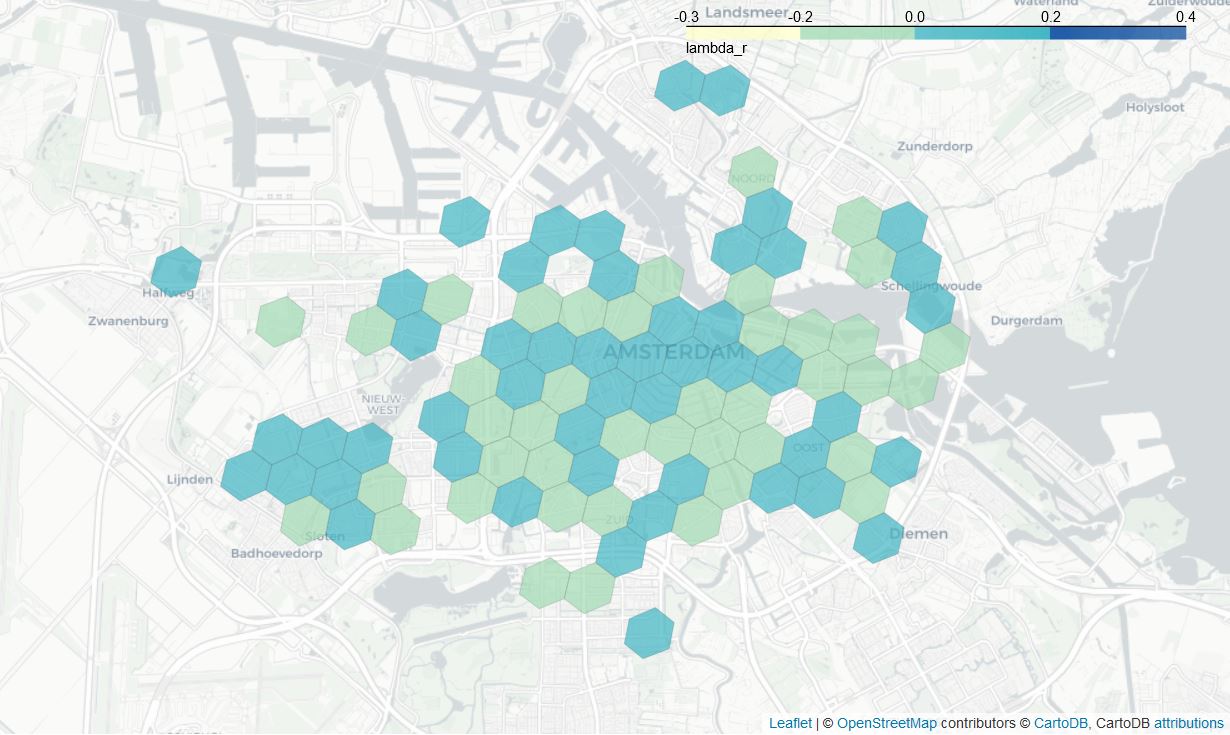 -0.3 -0.2 0.0 0.2 0.4
lambda_r
Landsmeer
Waterland
Zuiderwoude
Holysloot
Zunderdorp
NOORD
Schellingwoude
Halfweg
Zwanenburg
Durgerdam
AMSTERDAM
NIEUW-
WEST
OOST
Lijnden
ZUID
Sloten
Diemen
Badhoevedorp
Leaflet | © OpenStreetMap contributors © CartoDB, CartoDB attributions